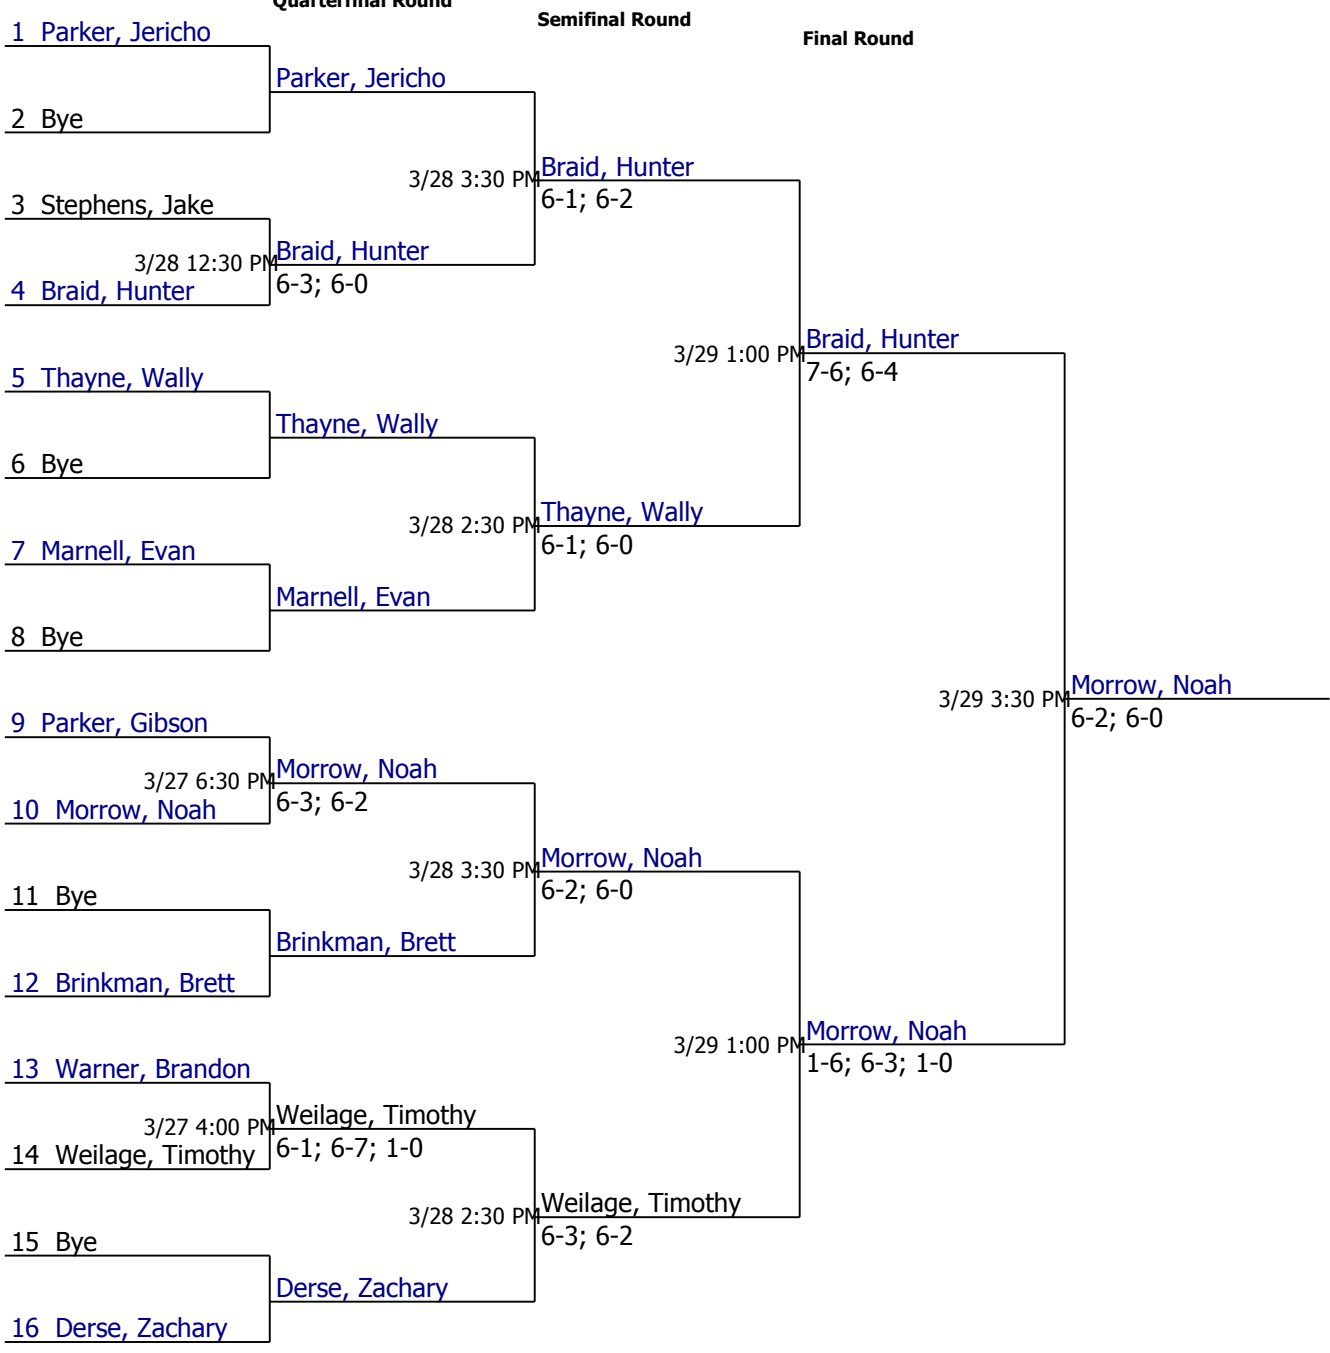 Quarterfinal Round
Semifinal Round
Final Round
1 Parker, Jericho
Parker, Jericho
2 Bye
3/28 3:30 PM
Braid, Hunter
6-1; 6-2
3 Stephens, Jake
3/28 12:30 PM
Braid, Hunter
6-3; 6-0
4 Braid, Hunter
3/29 1:00 PM
Braid, Hunter
7-6; 6-4
5 Thayne, Wally
Thayne, Wally
6 Bye
3/28 2:30 PM
Thayne, Wally
6-1; 6-0
7 Marnell, Evan
Marnell, Evan
8 Bye
3/29 3:30 PM
Morrow, Noah
6-2; 6-0
9 Parker, Gibson
3/27 6:30 PM
Morrow, Noah
6-3; 6-2
10 Morrow, Noah
3/28 3:30 PM
Morrow, Noah
6-2; 6-0
11 Bye
Brinkman, Brett
12 Brinkman, Brett
3/29 1:00 PM
Morrow, Noah
1-6; 6-3; 1-0
13 Warner, Brandon
3/27 4:00 PM
Weilage, Timothy
6-1; 6-7; 1-0
14 Weilage, Timothy
3/28 2:30 PM
Weilage, Timothy
6-3; 6-2
15 Bye
Derse, Zachary
16 Derse, Zachary